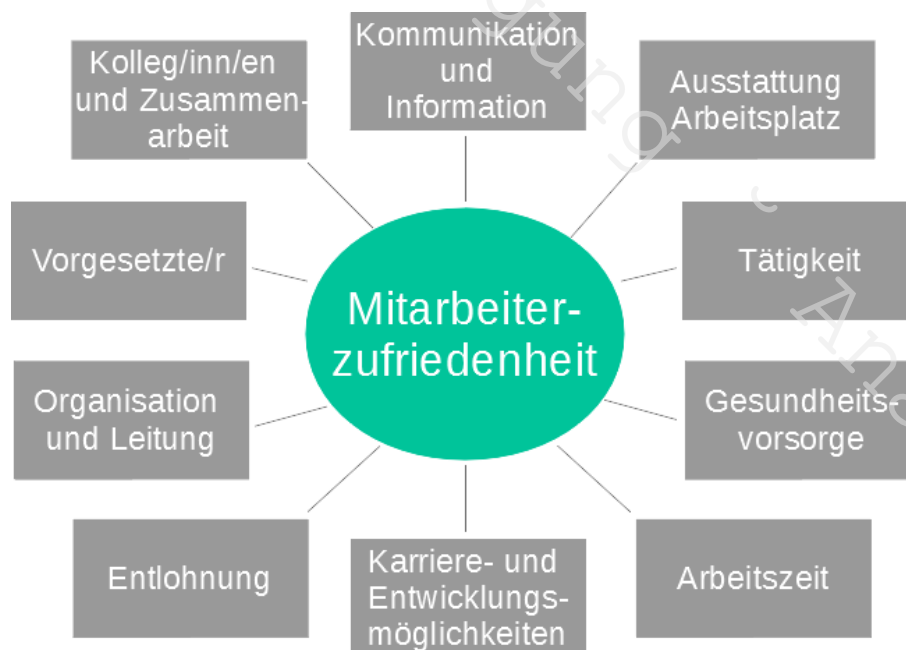 Kommunikation
und
Information
Kolleg/inn/en
und Zusammen-
arbeit
Ausstattung
Arbeitsplatz
Vorgesetzte/r
Tätigkeit
Mitarbeiter-
zufriedenheit
Organisation
und Leitung
Gesundheits-
vorsorge
Entlohnung
Karriere- und
Entwicklungs-
möglichkeiten
Arbeitszeit